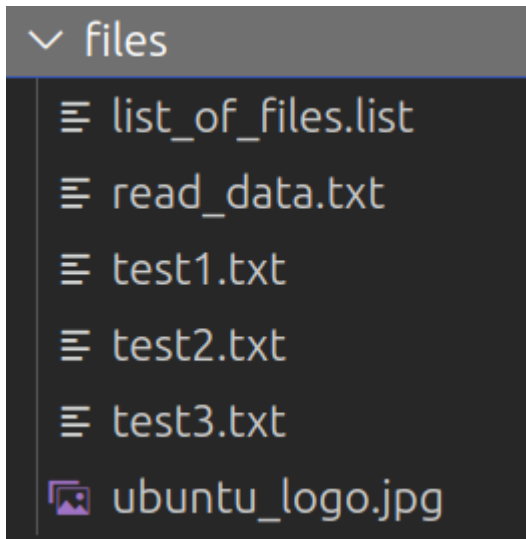 files
list_of_files.list
read_data.txt
test1.txt
test2.txt
test3.txt
ubuntu_logo.jpg